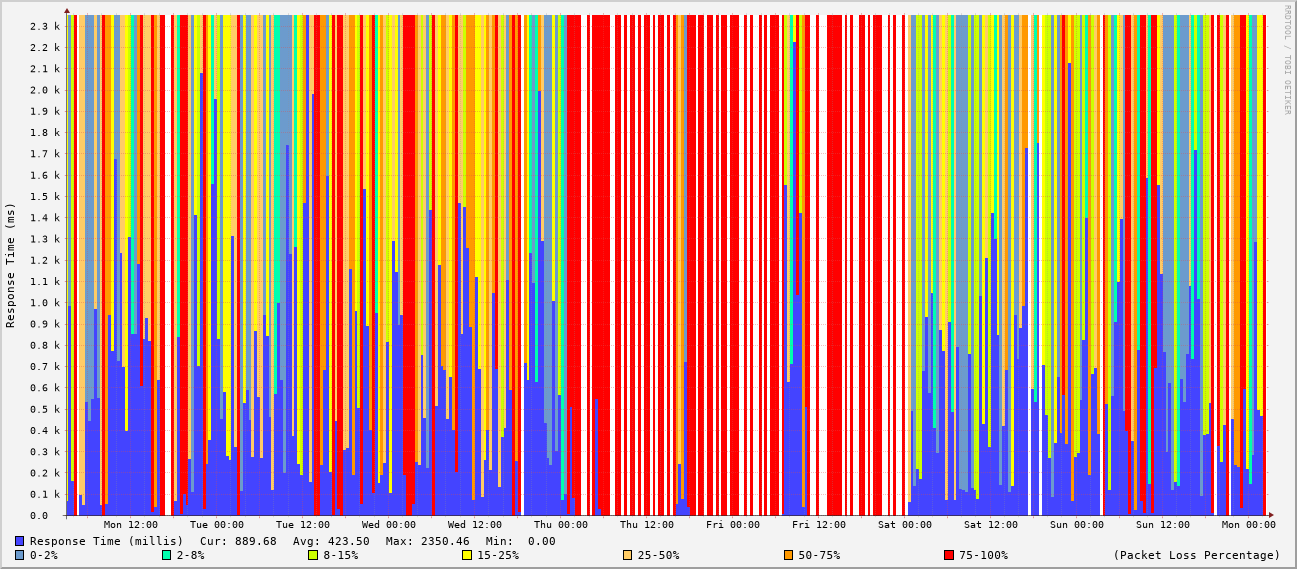 2.3 k
2.2 k
2.1 k
2.0 k
1.9 k
1.8 k
1.7 k
1.6 k
1.5 k
1.4 k
1.3 k
1.2 k
1.1 k
1.0 k
0.9 k
0.8 k
0.7 k
0.6 k
0.5 k
0.4 k
0.3 k
0.2 k
0.1 k
0.0
Response Time (ms)
RRDTOOL / TOBI OETIKER
Mon 12:00 Tue 00:00 Tue 12:00 Wed 00:00 Wed 12:00 Thu 00:00 Thu 12:00 Fri 00:00 Fri 12:00 Sat 00:00 Sat 12:00 Sun 00:00 Sun 12:00 Mon 00:00
Response Time (millis) Cur: 889.68 Avg: 423.50 Max: 2350.46 Min: 0.00
0-2% 2-8% 8-15% 15-25% 25-50% 50-75% 75-100% (Packet Loss Percentage)